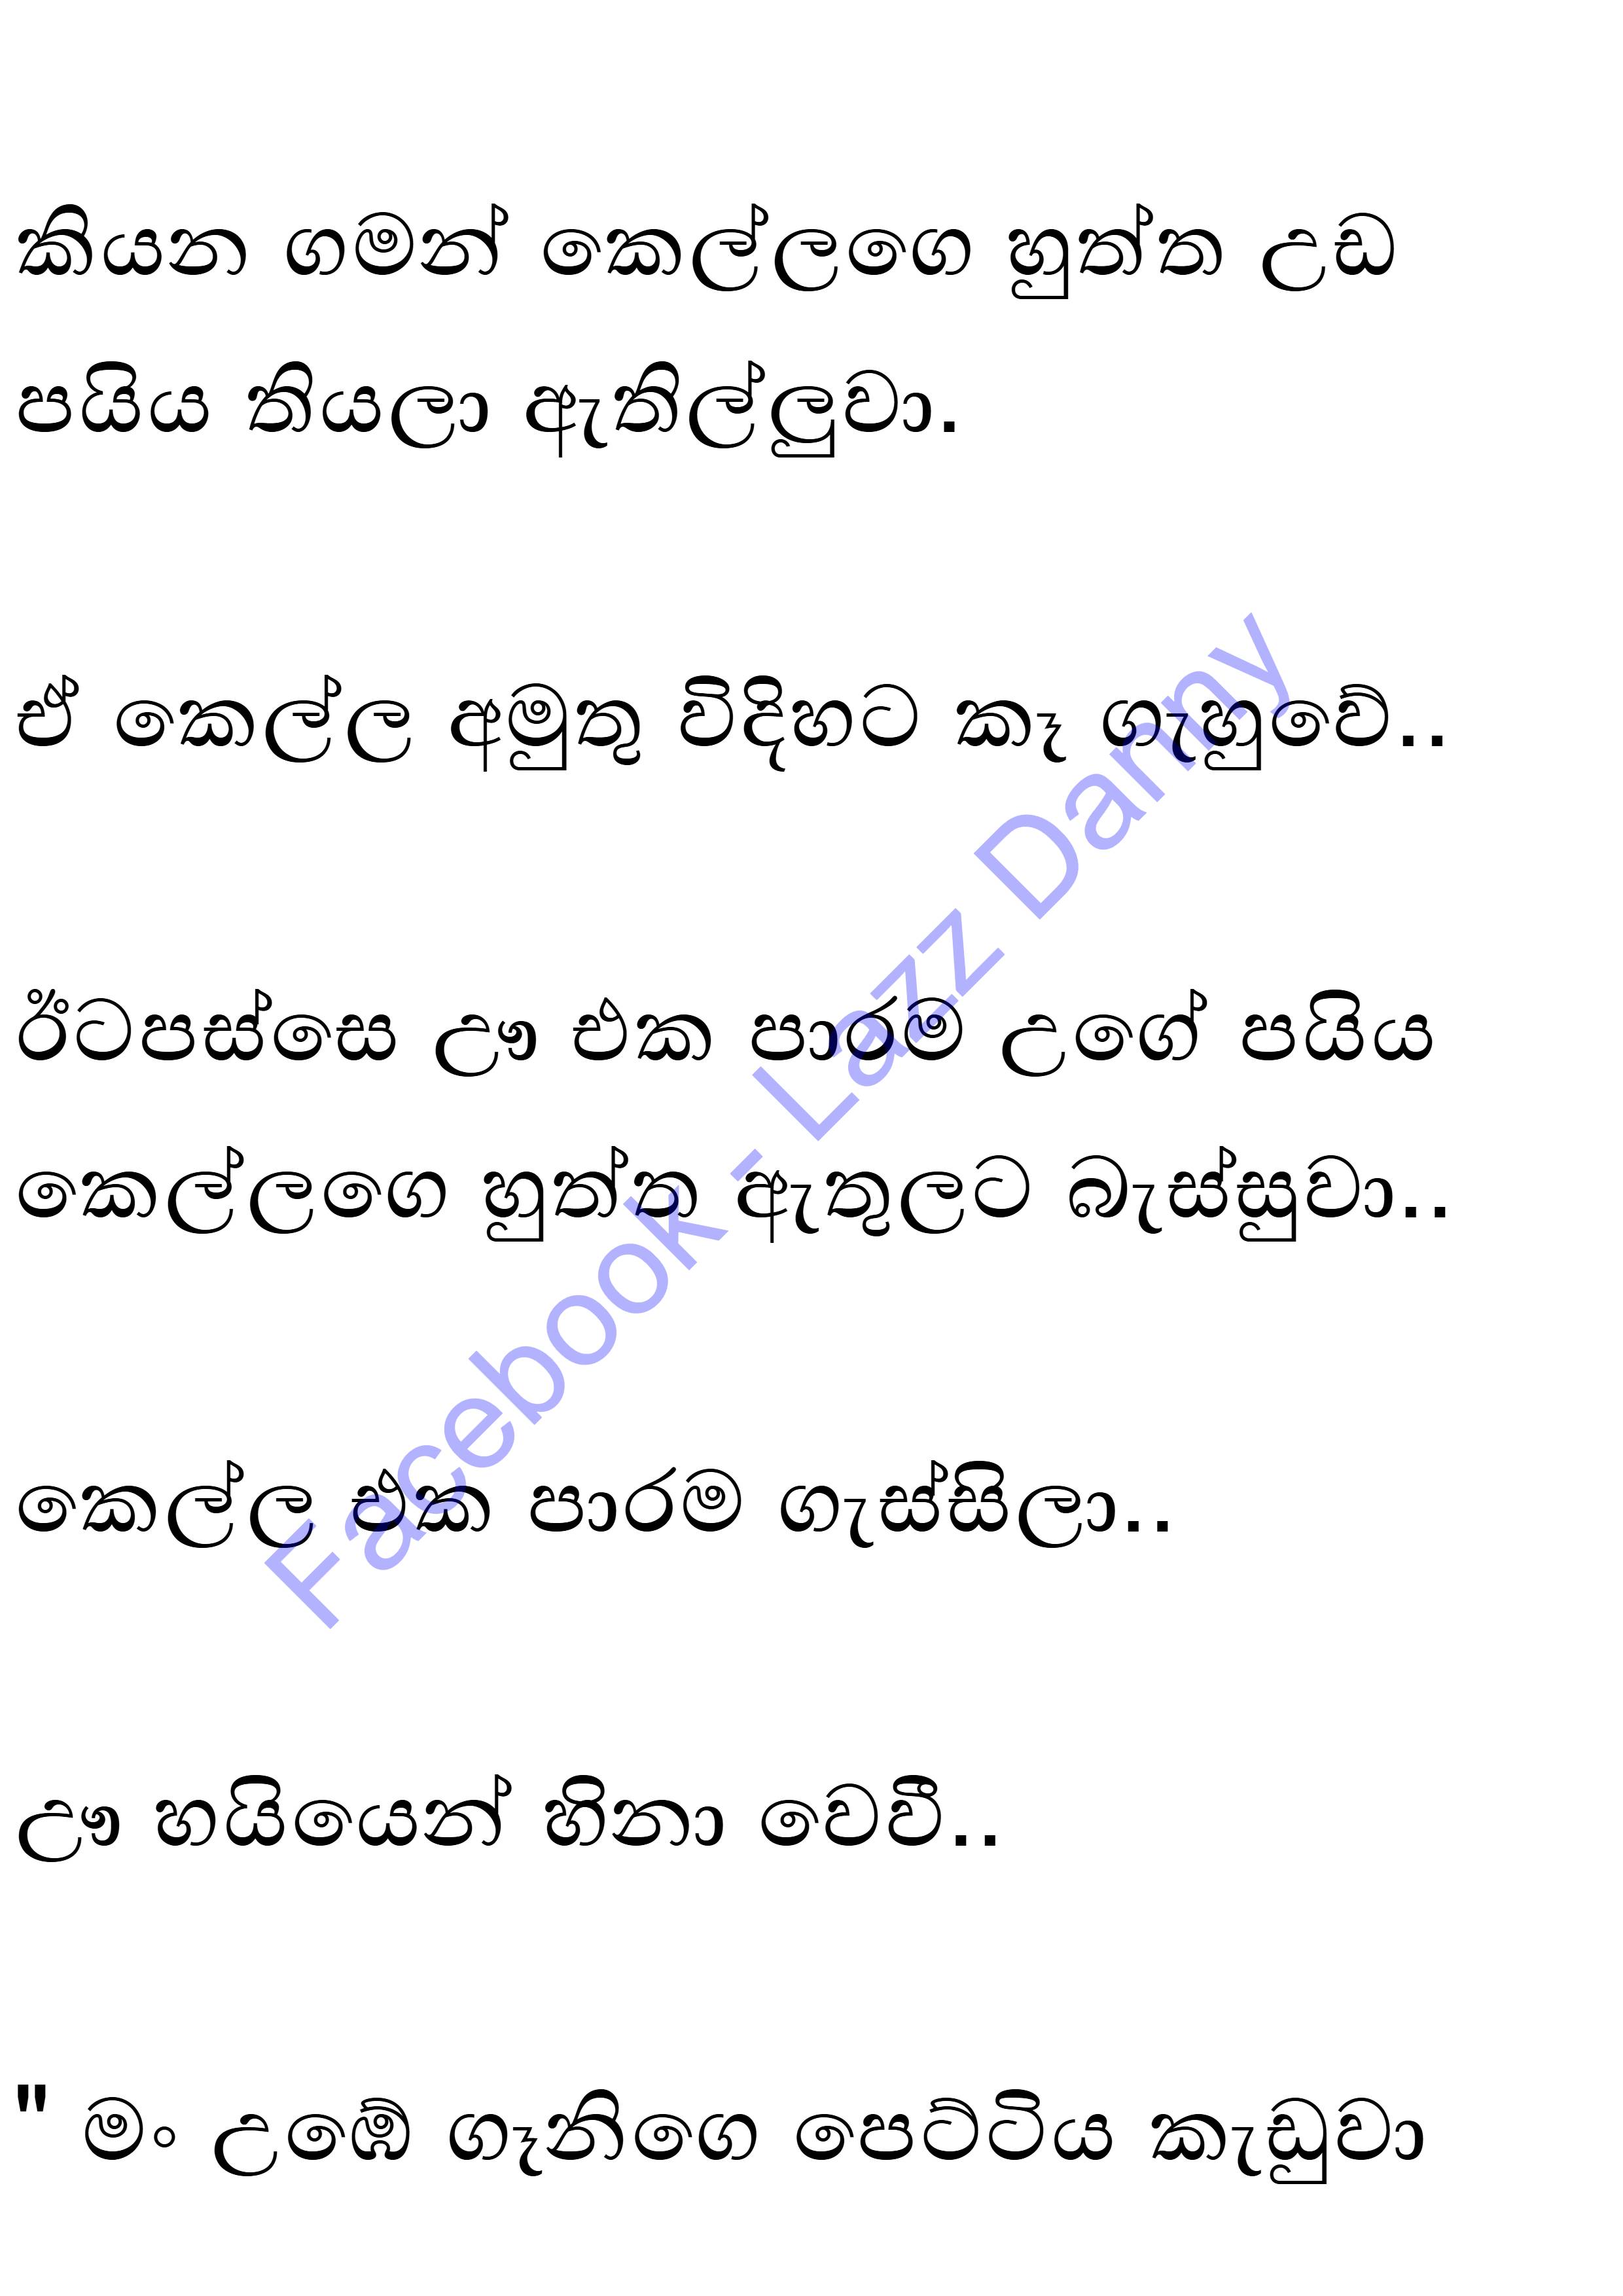 කියන ගමන් කෙල්ලගෙ හුත්ත උඩ
පයිය තියලා ඇතිල්ලුවා.
ඒ කෙල්ල අමුතු විදිහට කෑ ගැහුවේ..
ඊටපස්සෙ ඌ එක පාරම උගේ පයිය
කෙල්ලගෙ හුත්ත ඇතුලට බැස්සුවා..
කෙල්ල ඒක පාරම ගැස්සිලා..
ඌ හයියෙන් හිනා වෙවී..
" මං උඹේ ගෑනිගෙ පෙට්ටිය කැඩුවා
Facebook - Lazz Danny